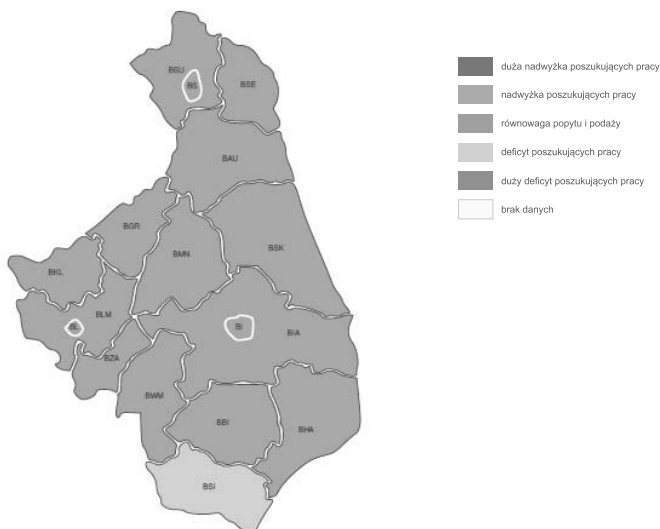 BSU
BS
BSE
BAU
BGR
BSK
BMN
BKL
BLM
BL
BI
BIA
BZA
BWM
BBI
BHA
BSI
duża nadwyżka poszukujących pracy
nadwyżka poszukujących pracy
równowaga popytu i podaży
deficyt poszukujących pracy
duży deficyt poszukujących pracy
brak danych